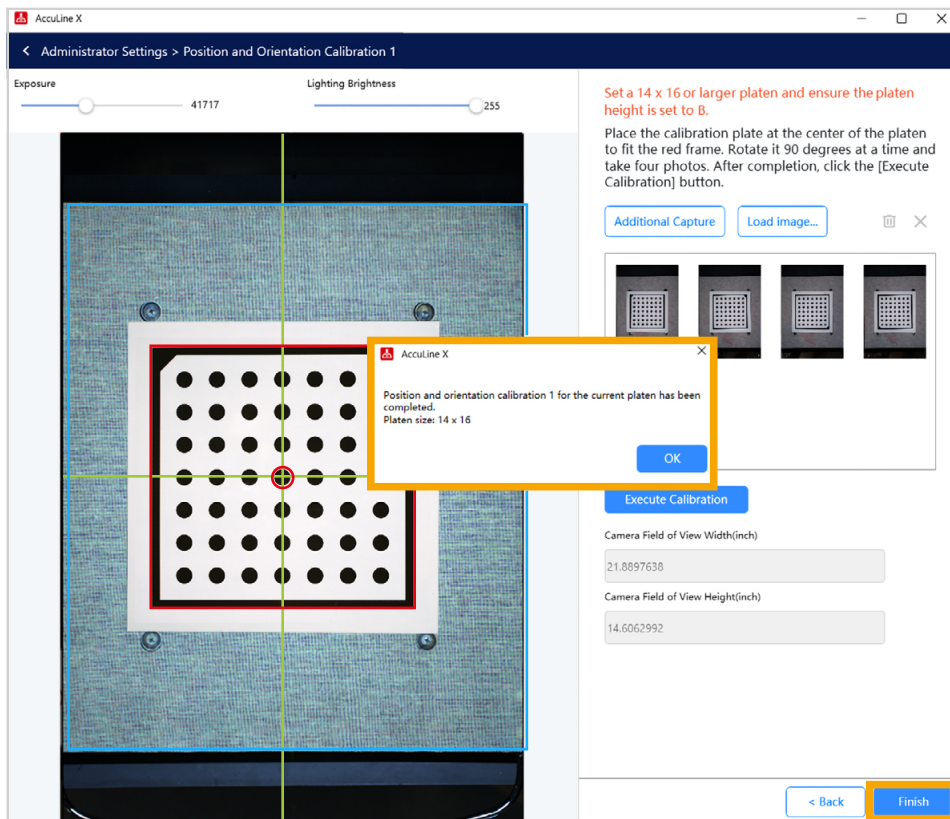 AccuLine X
Administrator Settings > Position and Orientation Calibration 1
Exposure
41717
Lighting Brightness
255
Set a 14 x 16 or larger platen and ensure the platen
height is set to B.
Place the calibration plate at the center of the platen
to fit the red frame. Rotate it 90 degrees at a time and
take four photos. After completion, click the [Execute
Calibration] button.
Additional Capture
Load image...
AccuLine X
Position and orientation calibration 1 for the current platen has been
completed.
Platen size: 14 x 16
OK
Execute Calibration
Camera Field of View Width(inch)
21.8897638
Camera Field of View Height(inch)
14.6062992
< Back
Finish